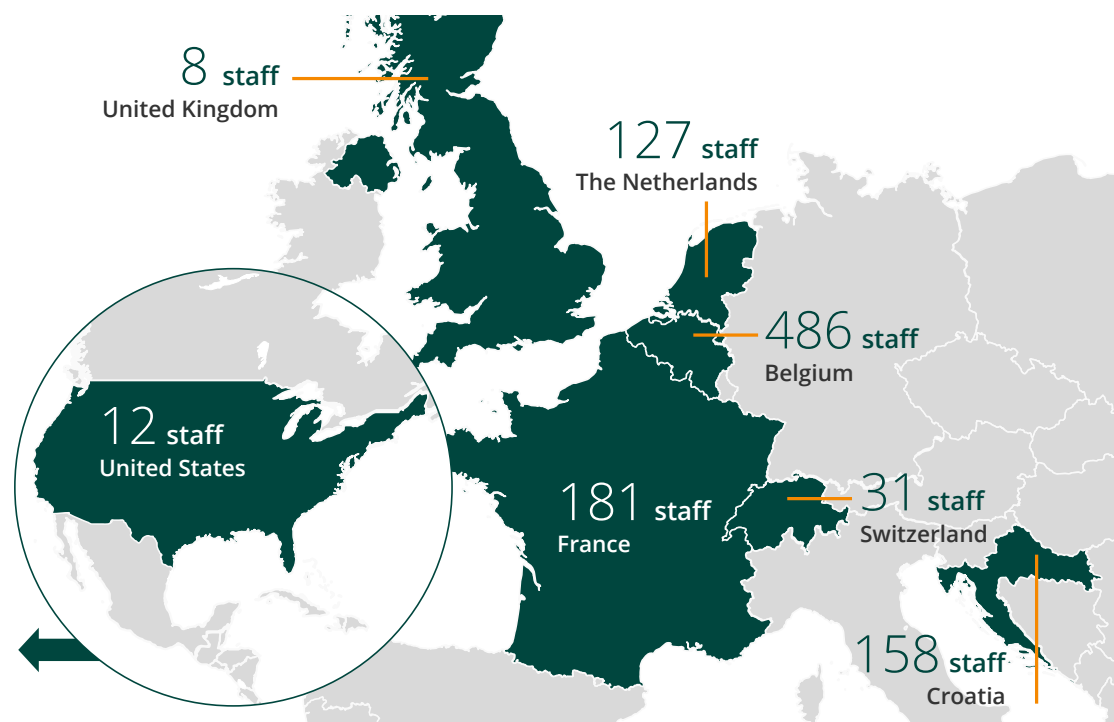 8 staff
United Kingdom
127 staff
The Netherlands
486 staff
Belgium
12 staff
United States
181 staff
France
31 staff
Switzerland
158 staff
Croatia